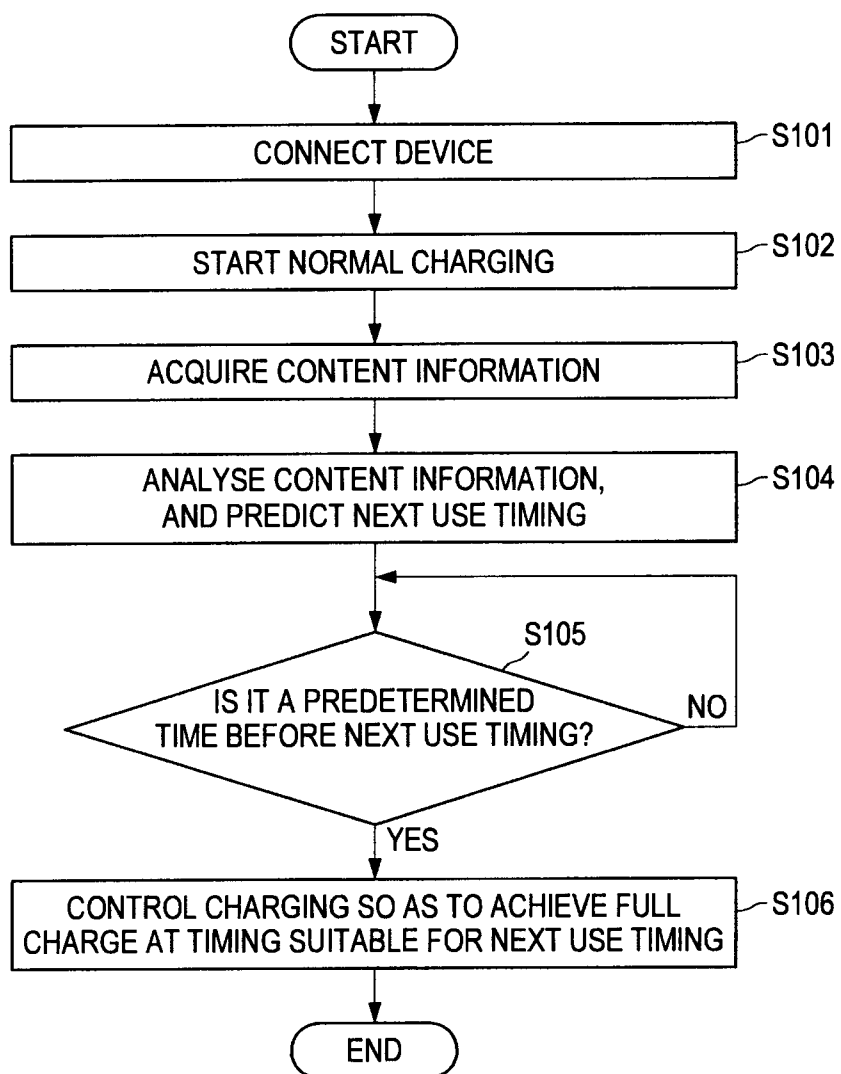 START
CONNECT DEVICE
S101
START NORMAL CHARGING
S102
ACQUIRE CONTENT INFORMATION
S103
ANALYSE CONTENT INFORMATION,
AND PREDICT NEXT USE TIMING
S104
S105
IS IT A PREDETERMINED
TIME BEFORE NEXT USE TIMING?
NO
YES
CONTROL CHARGING SO AS TO ACHIEVE FULL
CHARGE AT TIMING SUITABLE FOR NEXT USE TIMING
S106
END